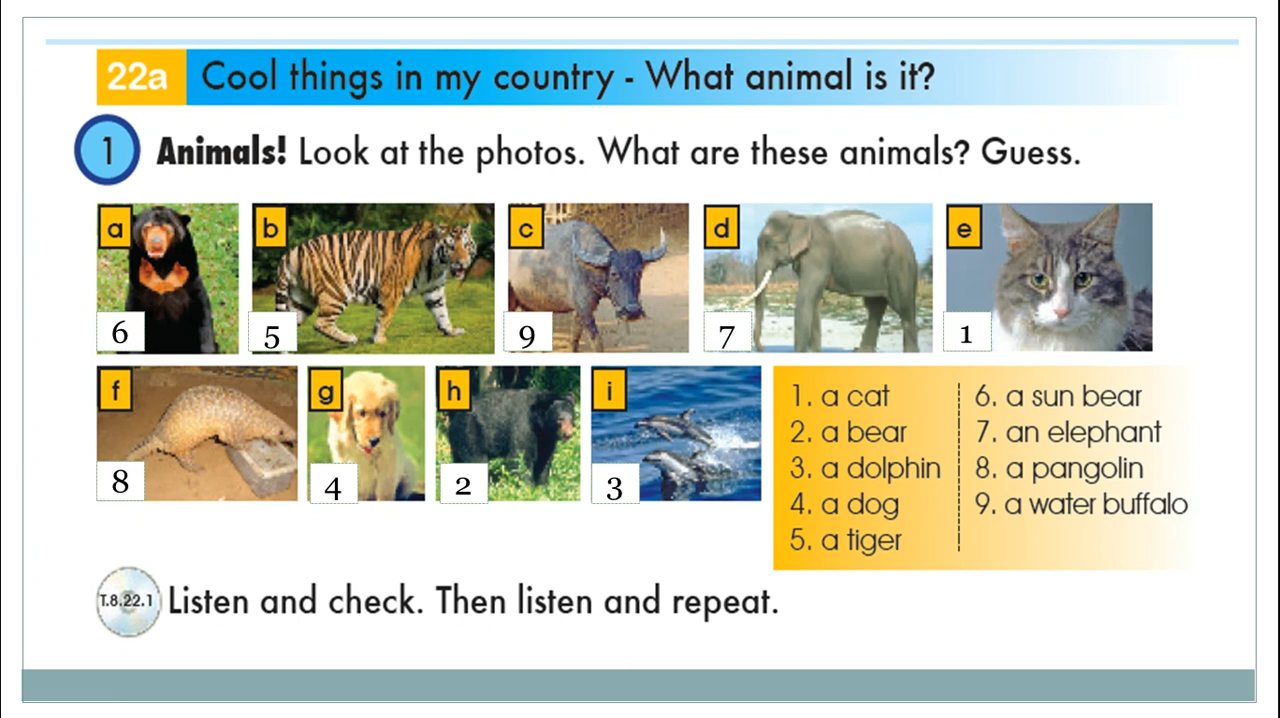 22a Cool things in my country - What animal is it?
1 Animals! Look at the photos. What are these animals? Guess.
a b c d e
6 5 9 7 1
f g h i
8 4 2 3
1. a cat
2. a bear
3. a dolphin
4. a dog
5. a tiger
6. a sun bear
7. an elephant
8. a pangolin
9. a water buffalo
T.8.22.1 Listen and check. Then listen and repeat.